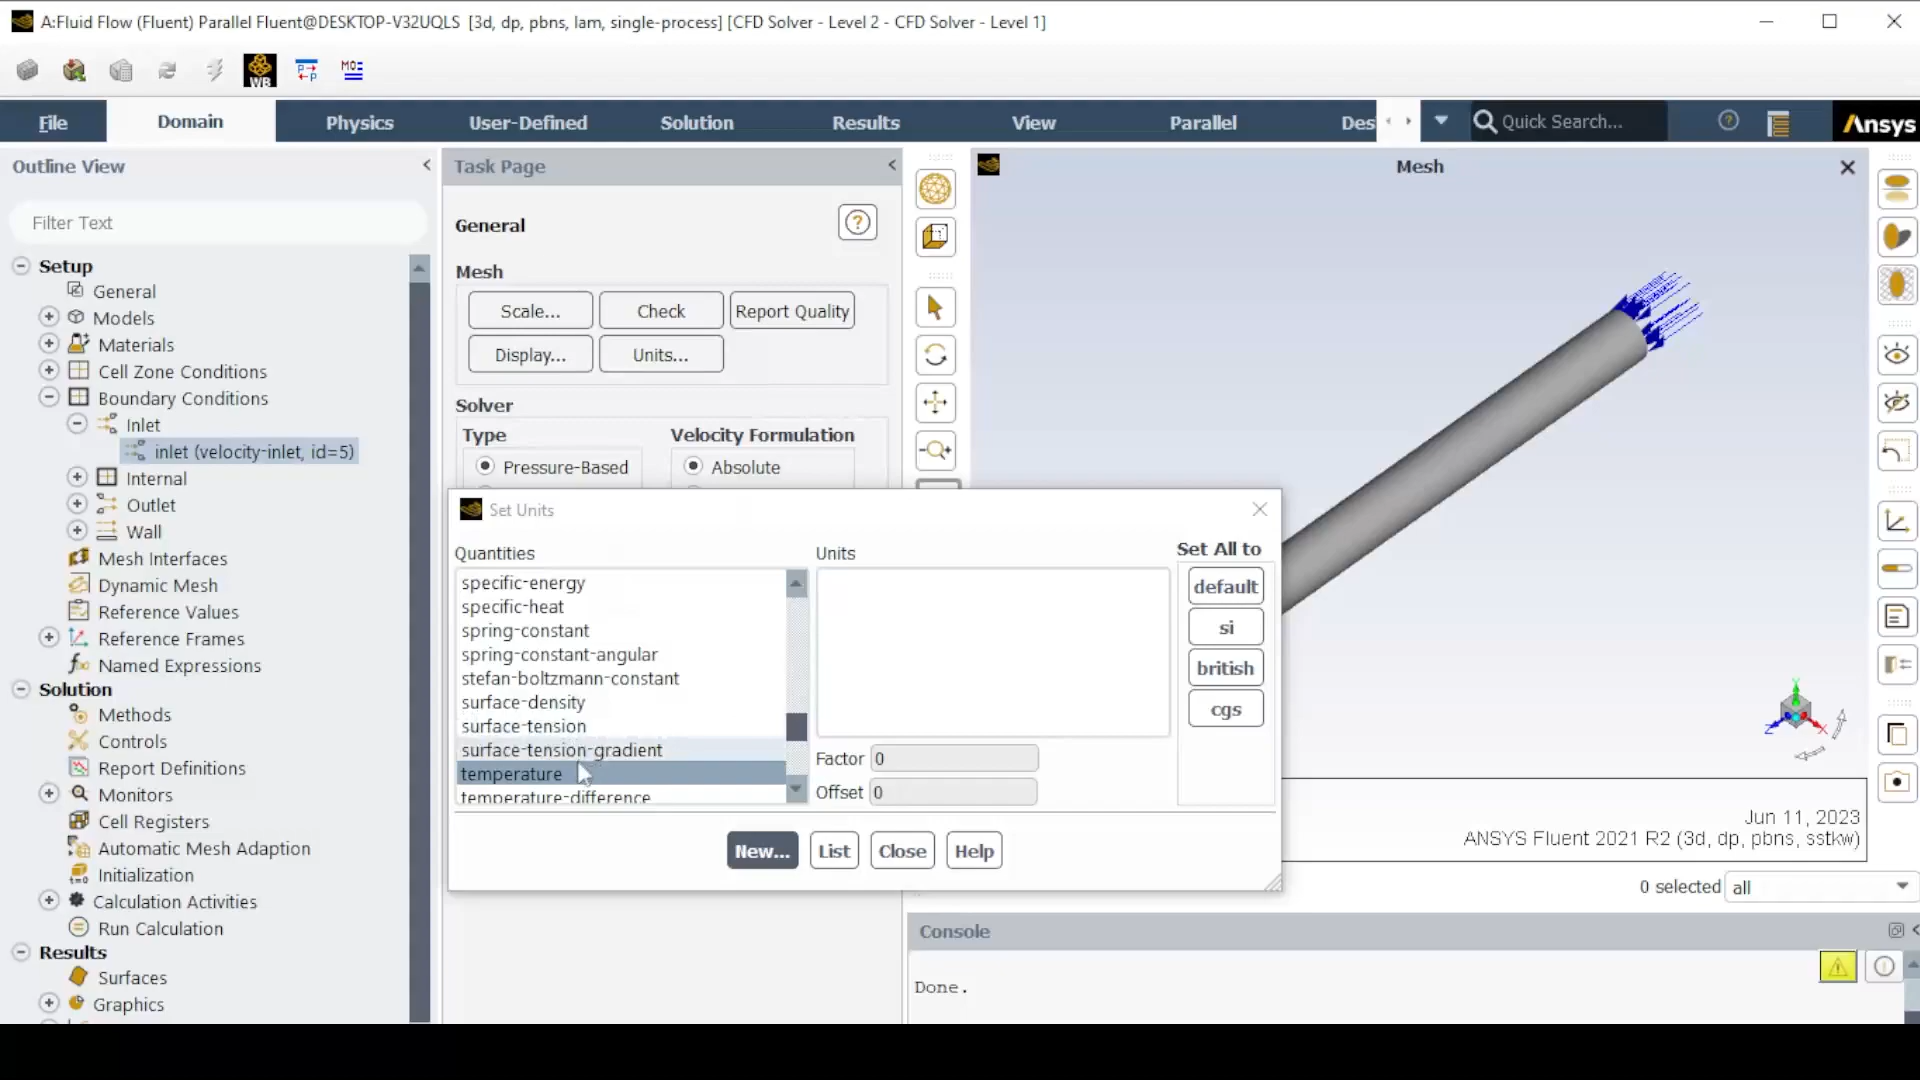 A:Fluid Flow (Fluent) Parallel Fluent@DESKTOP-V32UQLS [3d, dp, pbns, lam, single-process] [CFD Solver - Level 2 - CFD Solver - Level 1]
WB
File
Domain
Physics
User-Defined
Solution
Results
View
Parallel
Des
Quick Search...
Ansys
Outline View
Filter Text
Setup
General
Models
Materials
Cell Zone Conditions
Boundary Conditions
Inlet
inlet (velocity-inlet, id=5)
Internal
Outlet
Wall
Mesh Interfaces
Dynamic Mesh
Reference Values
Reference Frames
Named Expressions
Solution
Methods
Controls
Report Definitions
Monitors
Cell Registers
Automatic Mesh Adaption
Initialization
Calculation Activities
Run Calculation
Results
Surfaces
Graphics
Task Page
General
Mesh
Scale...
Check
Report Quality
Display...
Units...
Solver
Type
Velocity Formulation
Pressure-Based
Absolute
Set Units
Quantities
specific-energy
specific-heat
spring-constant
spring-constant-angular
stefan-boltzmann-constant
surface-density
surface-tension
surface-tension-gradient
temperature
temperature-difference
Units
Factor 0
Offset 0
Set All to
default
si
british
cgs
New...
List
Close
Help
Mesh
Jun 11, 2023
ANSYS Fluent 2021 R2 (3d, dp, pbns, sstkw)
0 selected all
Console
Done.